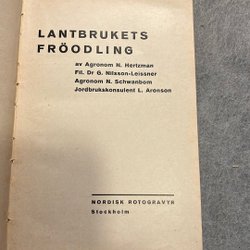 LANTBRUKETS
FRÖODLING
av Agronom N. Hertzman
Fil. Dr G. Nilsson-Leissner
Agronom N. Schwanbom
Jordbrukskonsulent L. Aronson
NORDISK ROTOGRAVYR
Stockholm